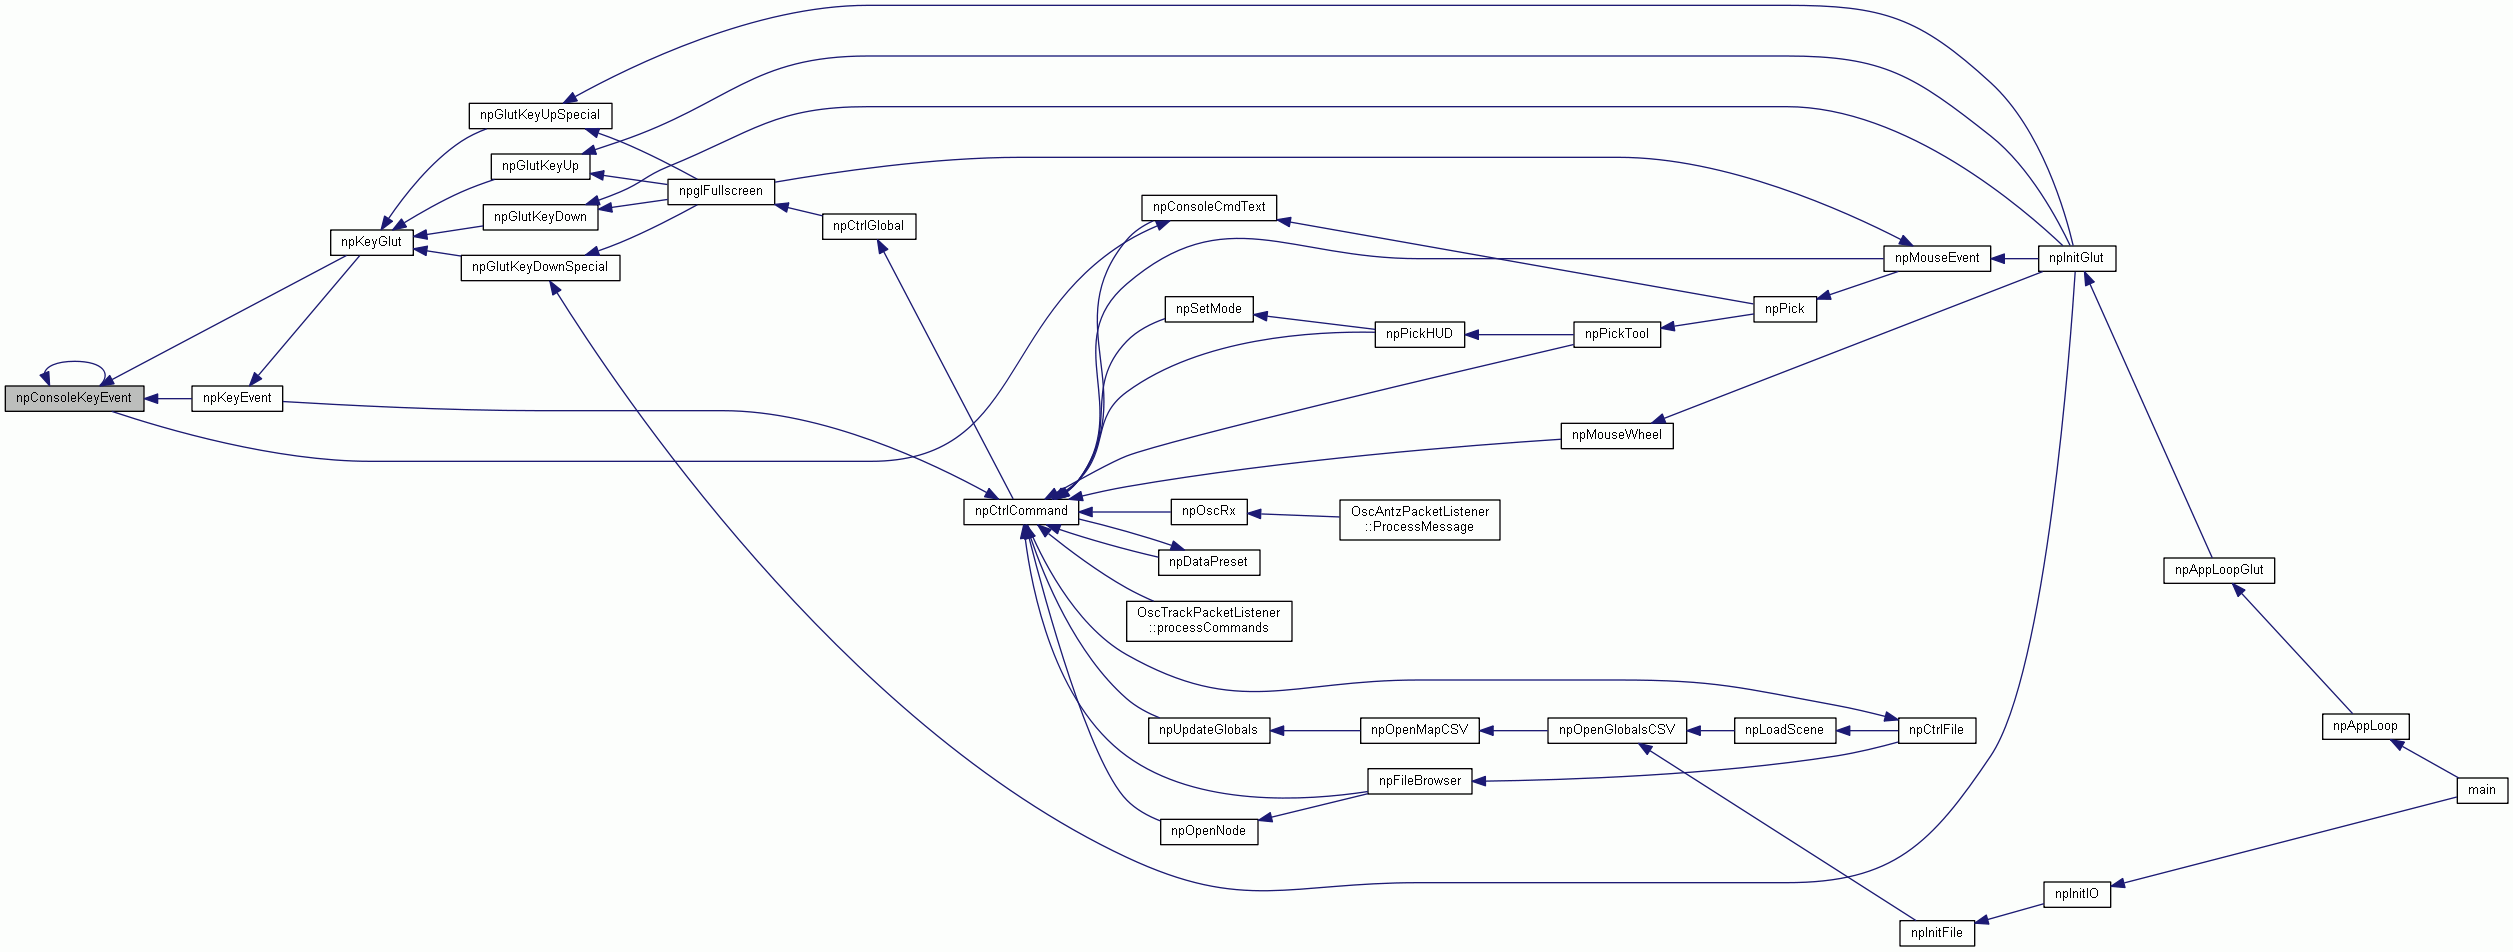 npGlutKeyUpSpecial
npGlutKeyUp
npglFullscreen
npConsoleCmdText
npGlutKeyDown
npCtrlGlobal
npKeyGlut
npGlutKeyDownSpecial
npMouseEvent
npInitGlut
npSetMode
npPick
npPickHUD
npPickTool
npConsoleKeyEvent
npKeyEvent
npMouseWheel
npCtrlCommand
npOscRx
OscAntzPacketListener
::ProcessMessage
npDataPreset
npAppLoopGlut
OscTrackPacketListener
::processCommands
npUpdateGlobals
npOpenMapCSV
npOpenGlobalsCSV
npLoadScene
npCtrlFile
npAppLoop
npFileBrowser
main
npOpenNode
npInitIO
npInitFile